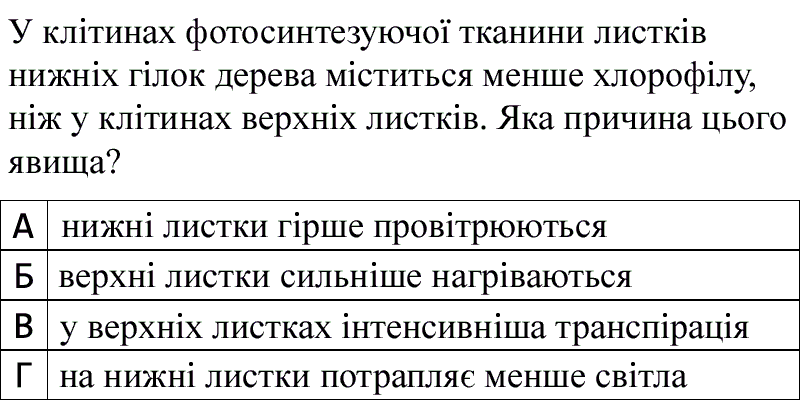 У клітинах фотосинтезуючої тканини листків
нижніх гілок дерева міститься менше хлорофілу,
ніж у клітинах верхніх листків. Яка причина цього
явища?
А нижні листки гірше провітрюються
Б верхні листки сильніше нагріваються
В у верхніх листках інтенсивніша транспірація
Г на нижні листки потрапляє менше світла